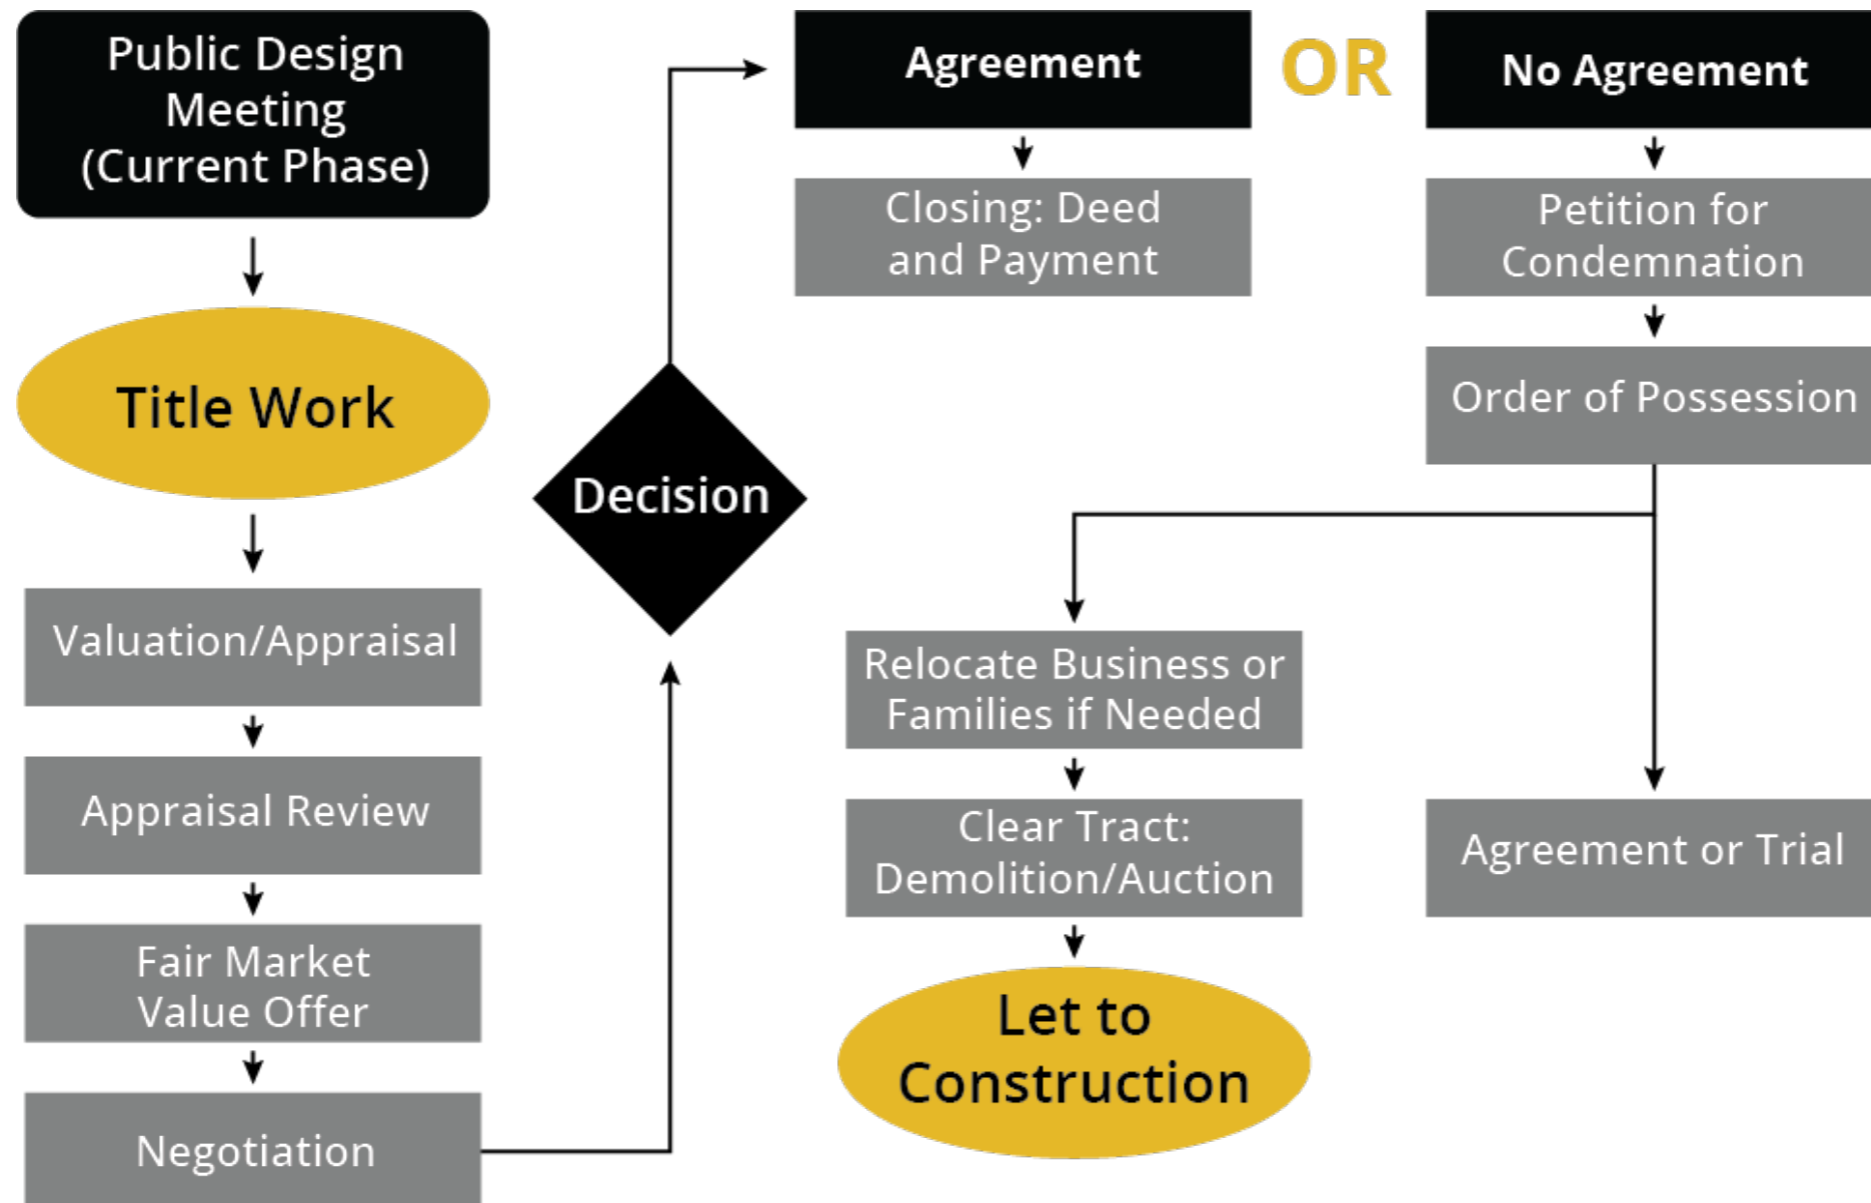 Public Design
Meeting
(Current Phase)
Title Work
Valuation/Appraisal
Appraisal Review
Fair Market
Value Offer
Negotiation
Decision
Agreement
OR
No Agreement
Closing: Deed
and Payment
Petition for
Condemnation
Order of Possession
Relocate Business or
Families if Needed
Clear Tract:
Demolition/Auction
Let to
Construction
Agreement or Trial